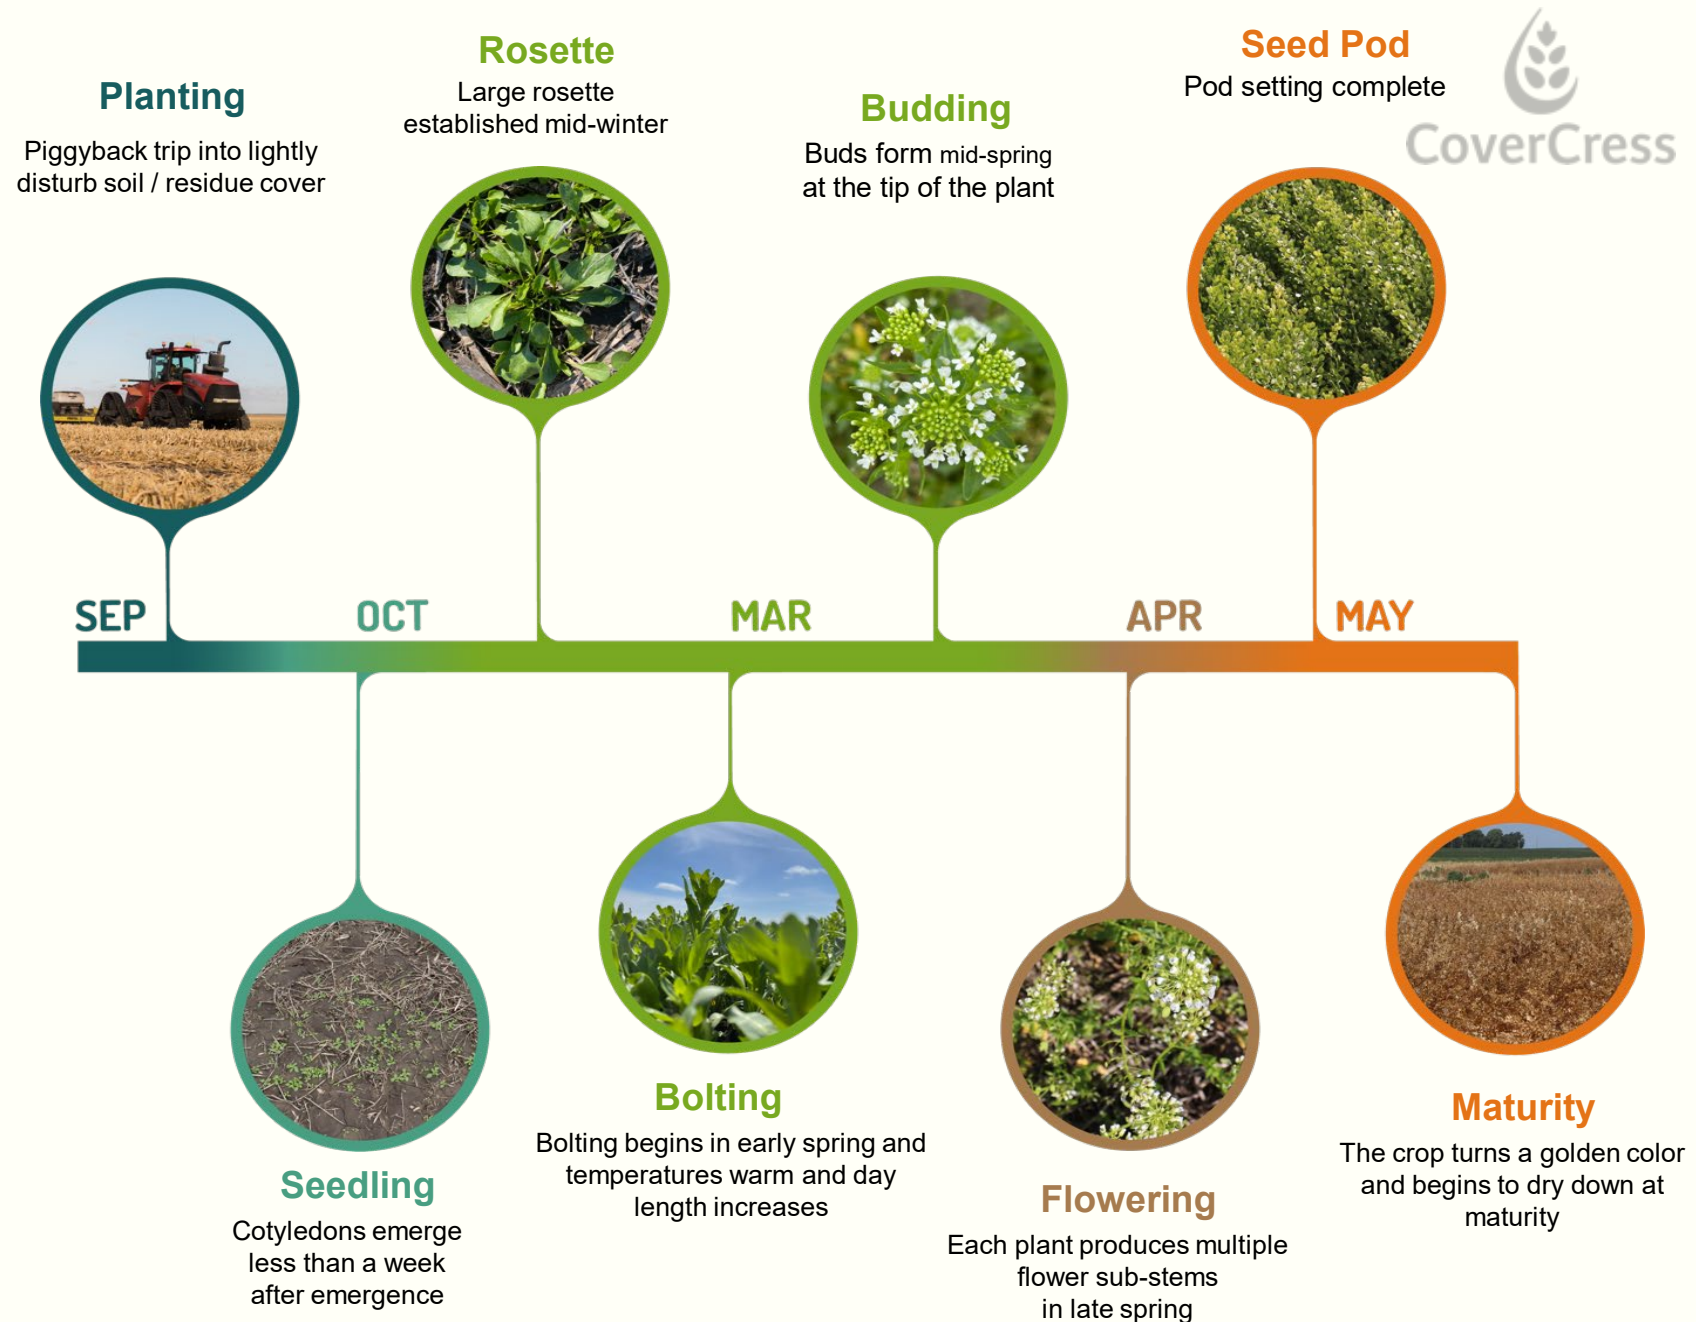 Planting
Piggyback trip into lightly
disturb soil / residue cover
Rosette
Large rosette
established mid-winter
Budding
Buds form mid-spring
at the tip of the plant
Seed Pod
Pod setting complete
CoverCress
SEP
OCT
MAR
APR
MAY
Seedling
Cotyledons emerge
less than a week
after emergence
Bolting
Bolting begins in early spring and
temperatures warm and day
length increases
Flowering
Each plant produces multiple
flower sub-stems
in late spring
Maturity
The crop turns a golden color
and begins to dry down at
maturity